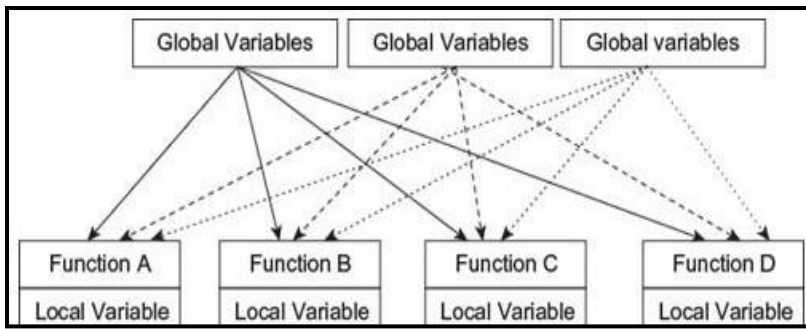 Global Variables
Global Variables
Global variables
Function A
Function B
Function C
Function D
Local Variable
Local Variable
Local Variable
Local Variable